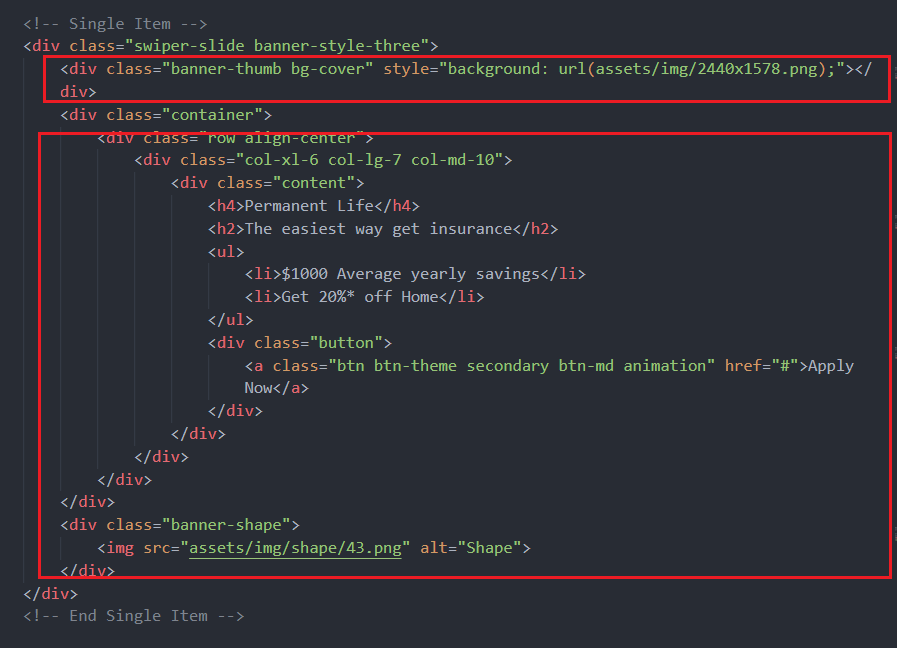 <!-- Single Item -->
<div class="swiper-slide banner-style-three">
<div class="banner-thumb bg-cover" style="background: url(assets/img/2440x1578.png);"></
div>
<div class="container">
<div class="row align-center">
<div class="col-xl-6 col-lg-7 col-md-10">
<div class="content">
<h4>Permanent Life</h4>
<h2>The easiest way get insurance</h2>
<ul>
<li>$1000 Average yearly savings</li>
<li>Get 20%* off Home</li>
</ul>
<div class="button">
<a class="btn btn-theme secondary btn-md animation" href="#">Apply
Now</a>
</div>
</div>
</div>
</div>
</div>
<div class="banner-shape">
<img src="assets/img/shape/43.png" alt="Shape">
</div>
</div>
<!-- End Single Item -->